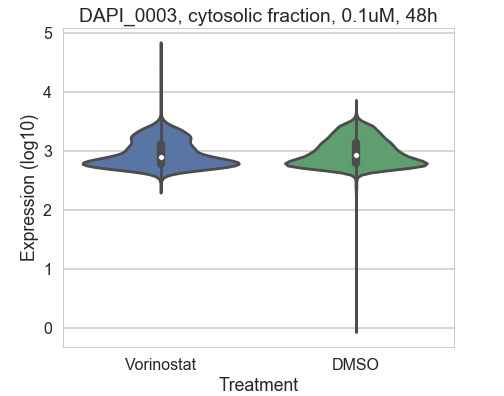 DAPI_0003, cytosolic fraction, 0.1uM, 48h
Expression (log10)
5
4
3
2
1
0
Vorinostat DMSO
Treatment